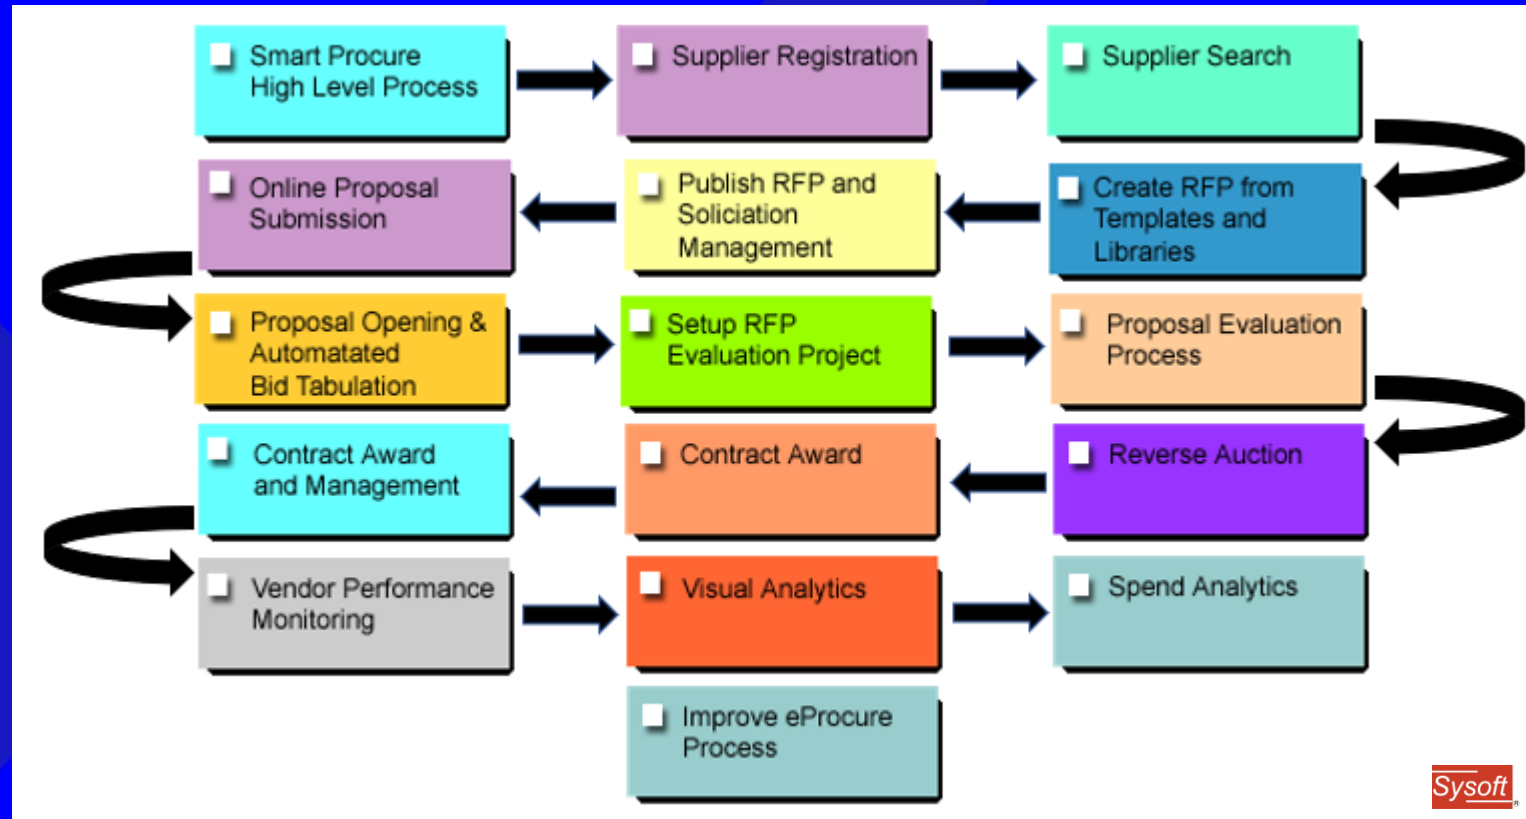 Smart Procure
High Level Process
Supplier Registration
Supplier Search
Create RFP from
Templates and
Libraries
Publish RFP and
Soliciation
Management
Online Proposal
Submission
Proposal Opening &
Automatated
Bid Tabulation
Setup RFP
Evaluation Project
Proposal Evaluation
Process
Reverse Auction
Contract Award
Contract Award
and Management
Vendor Performance
Monitoring
Visual Analytics
Spend Analytics
Improve eProcure
Process
Sysoft ®